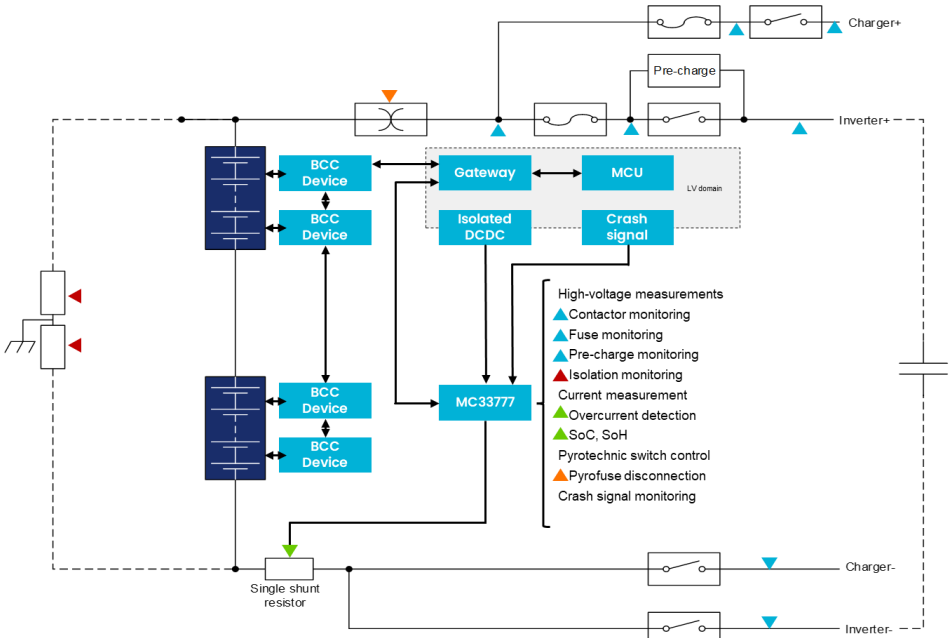 Charger+
Pre-charge
Inverter+
BCC
Device
Gateway
MCU
LV domain
BCC
Device
Isolated
DCDC
Crash
signal
High-voltage measurements
Contactor monitoring
Fuse monitoring
Pre-charge monitoring
Isolation monitoring
Current measurement
Overcurrent detection
SoC, SoH
Pyrotechnic switch control
Pyrofuse disconnection
Crash signal monitoring
BCC
Device
MC33777
BCC
Device
Single shunt
resistor
Charger-
Inverter-